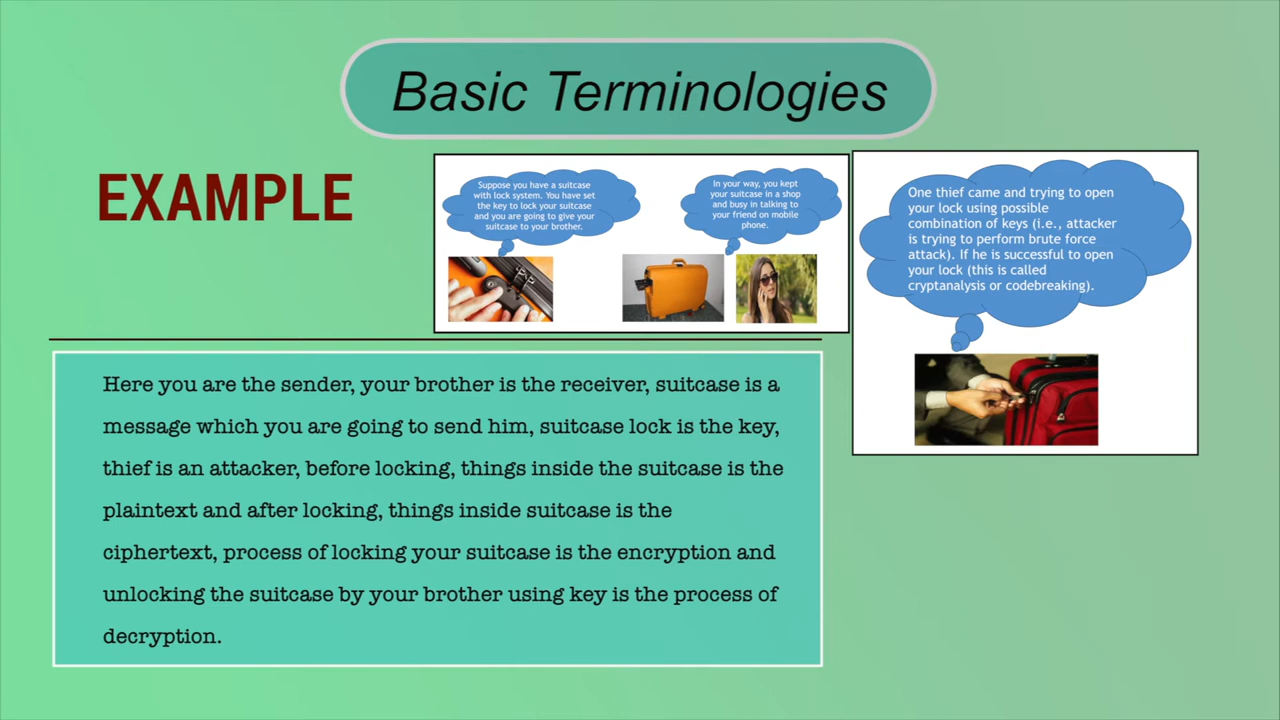 Basic Terminologies
EXAMPLE
Suppose you have a suitcase
with lock system. You have set
the key to lock your suitcase
and you are going to give your
suitcase to your brother.
In your way, you kept
your suitcase in a shop
and busy in talking to
your friend on mobile
phone.
One thief came and trying to open
your lock using possible
combination of keys (i.e., attacker
is trying to perform brute force
attack). If he is successful to open
your lock (this is called
cryptanalysis or codebreaking).
Here you are the sender, your brother is the receiver, suitcase is a
message which you are going to send him, suitcase lock is the key,
thief is an attacker, before locking, things inside the suitcase is the
plaintext and after locking, things inside suitcase is the
ciphertext, process of locking your suitcase is the encryption and
unlocking the suitcase by your brother using key is the process of
decryption.